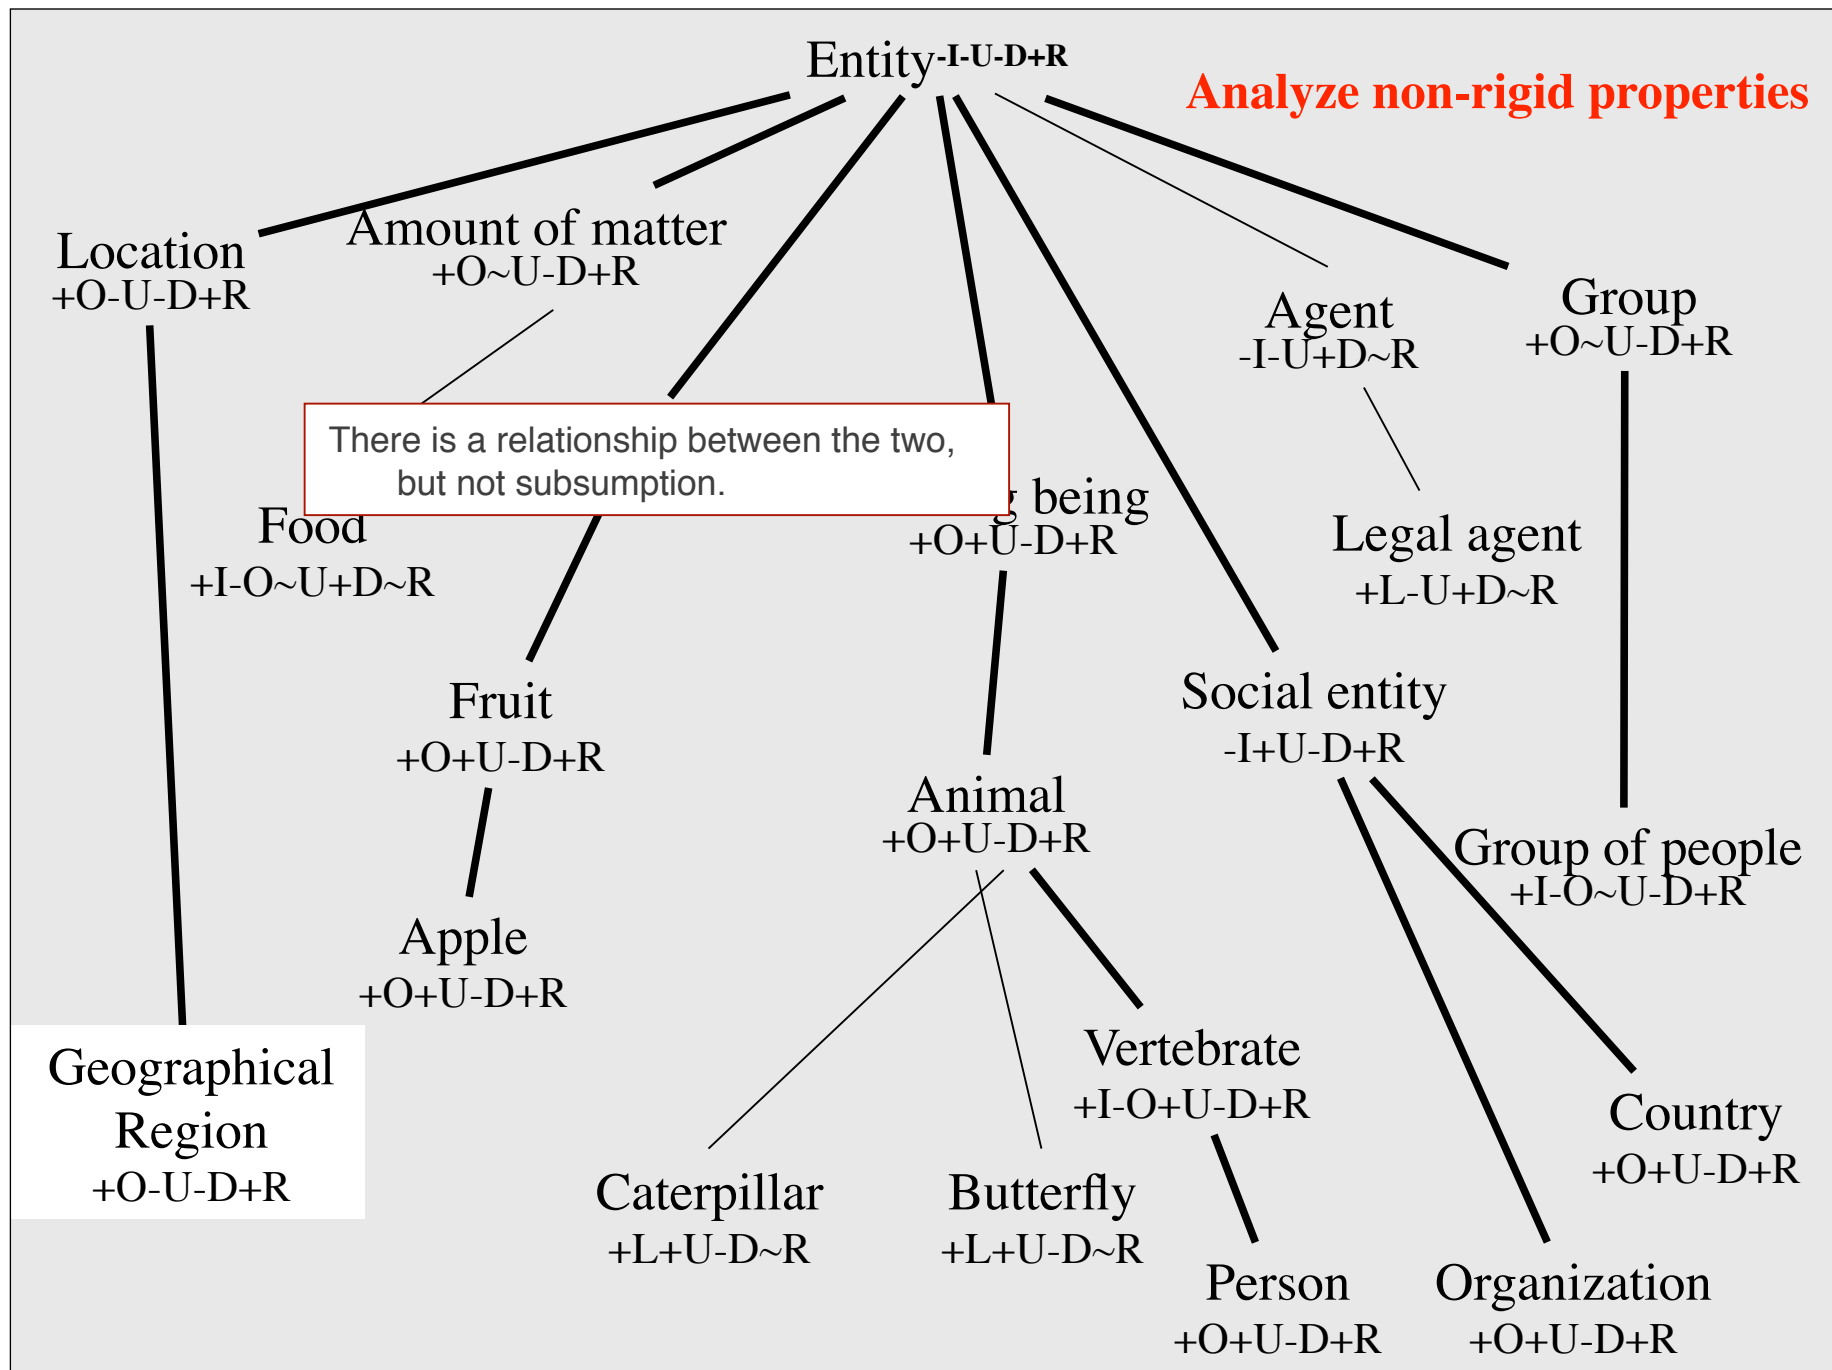 Entity-I-U-D+R
Analyze non-rigid properties
Location
+O-U-D+R
Amount of matter
+O~U-D+R
Agent
-I-U+D~R
Group
+O~U-D+R
There is a relationship between the two,
but not subsumption.
Food
+I-O~U+D~R
g being
+O+U-D+R
Legal agent
+L-U+D~R
Fruit
+O+U-D+R
Social entity
-I+U-D+R
Animal
+O+U-D+R
Group of people
+I-O~U-D+R
Apple
+O+U-D+R
Geographical
Region
+O-U-D+R
Vertebrate
+I-O+U-D+R
Country
+O+U-D+R
Caterpillar
+L+U-D~R
Butterfly
+L+U-D~R
Person
+O+U-D+R
Organization
+O+U-D+R